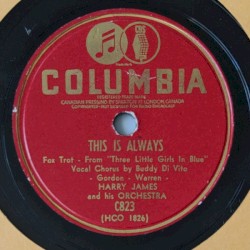 COLUMBIA
THIS IS ALWAYS
Fox Trot - From "Three Little Girls In Blue"
Vocal Chorus by Buddy Di Vito
- Gordon - Warren -
HARRY JAMES
and his ORCHESTRA
C823
(HCO 1826)